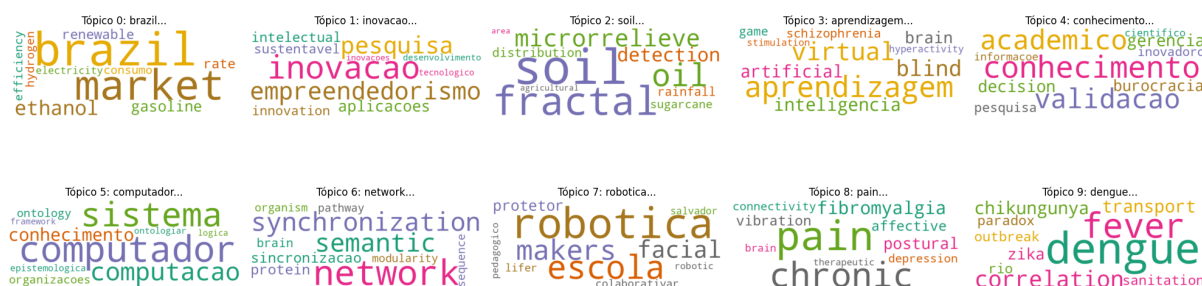 Tópico 0: brazil...
renewable
brazil
efficiency
hydrogen
electricity
consumo
rate
market
ethanol
gasoline
Tópico 1: inovacao...
intelectual
sustentavel
pesquisa
inovacoes
desenvolvimento
inovacao
tecnologico
empreendedorismo
innovation
aplicacoes
Tópico 2: soil...
area
microrrelieve
distribution
detection
soil
oil
agricultural
rainfall
fractal
sugarcane
Tópico 3: aprendizagem...
game
schizophrenia
stimulation
brain
virtual
hyperactivity
artificial
blind
aprendizagem
inteligencia
Tópico 4: conhecimento...
cientifico
academico
gerencia
informacoe
inovadoro
conhecimento
decision
burocracia
pesquisa
validacao
Tópico 5: computador...
ontology
sistema
framework
conhecimento
ontologiar
logica
computador
epistemological
computacao
organizacoes
Tópico 6: network...
organism
pathway
synchronization
brain
semantic
sincronizacao
modularity
protein
network
sequence
Tópico 7: robotica...
protetor
salvador
robotica
makers
facial
pedagogico
lifer
escola
robotic
colaborativar
Tópico 8: pain...
connectivity
fibromyalgia
vibration
affective
pain
postural
brain
therapeutic
depression
chronic
Tópico 9: dengue...
chikungunya
transport
paradox
fever
outbreak
zika
dengue
rio
correlation
sanitation